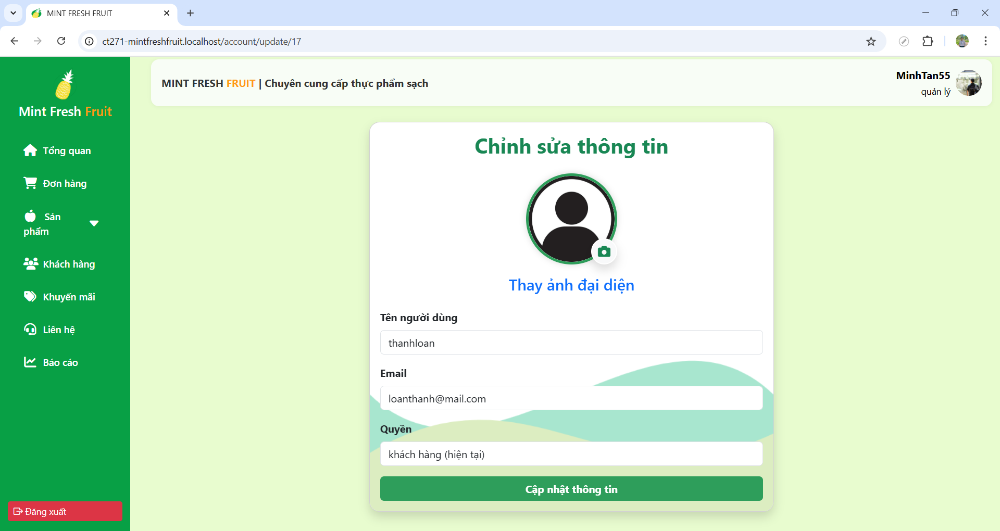 MINT FRESH FRUIT
ct271-mintfreshfruit.localhost/account/update/17
Mint Fresh Fruit
Tổng quan
Đơn hàng
Sản
phẩm
Khách hàng
Khuyến mãi
Liên hệ
Báo cáo
Đăng xuất
MINT FRESH FRUIT | Chuyên cung cấp thực phẩm sạch
MinhTan55
quản lý
Chỉnh sửa thông tin
Thay ảnh đại diện
Tên người dùng
thanhloan
Email
loanthanh@mail.com
Quyền
khách hàng (hiện tại)
Cập nhật thông tin